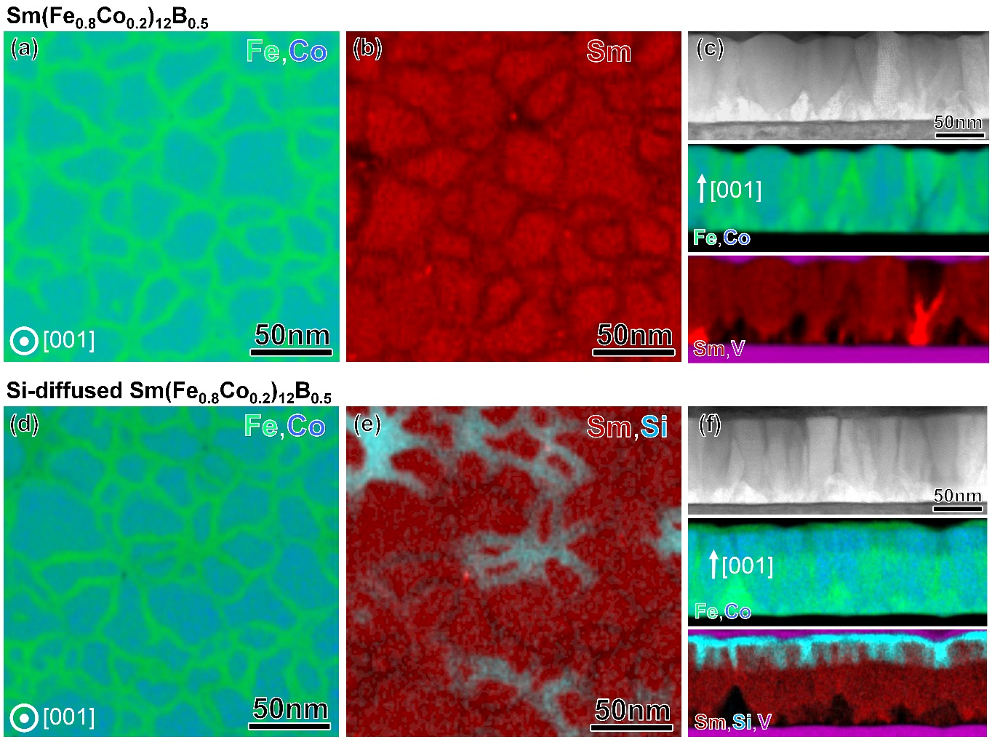 Sm(Fe0.8Co0.2)12B0.5
(a) Fe,Co
[001] 50nm
(b) Sm
50nm
(c)
50nm
[001]
Fe,Co
Sm,V
Si-diffused Sm(Fe0.8Co0.2)12B0.5
(d) Fe,Co
[001] 50nm
(e) Sm,Si
50nm
(f)
50nm
[001]
Fe,Co
Sm,Si,V